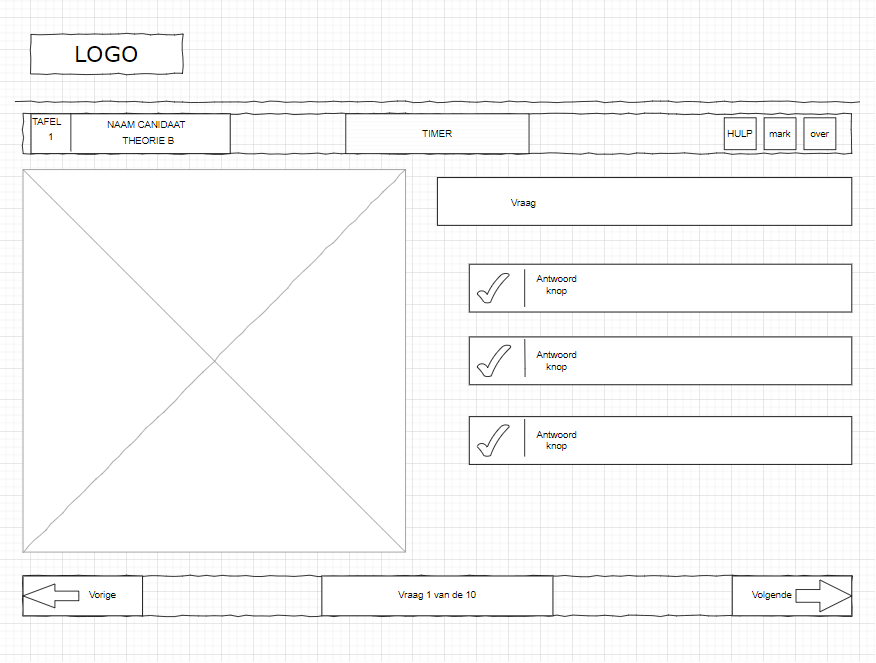 LOGO
TAFEL
1
NAAM CANIDAAT
THEORIE B
TIMER
HULP
mark
over
Vraag
Antwoord
knop
Antwoord
knop
Antwoord
knop
Vorige
Vraag 1 van de 10
Volgende